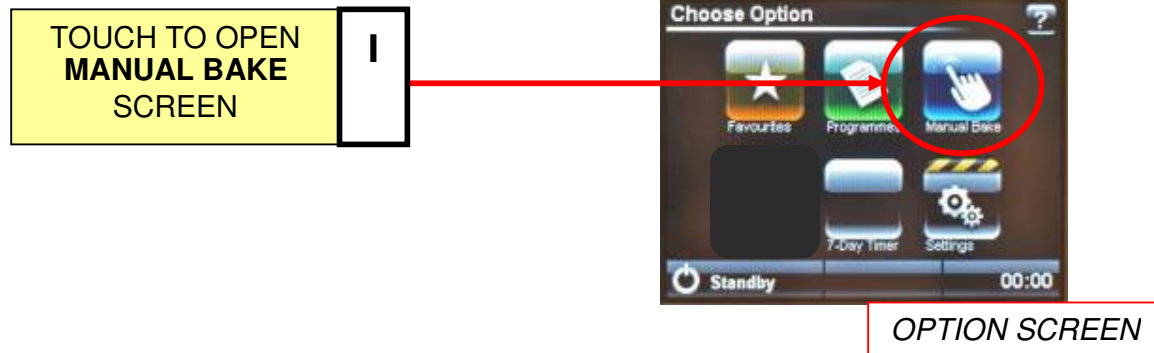 TOUCH TO OPEN
MANUAL BAKE
SCREEN
I
Choose Option
?
Favourites
Programmes
Manual Bake
7-Day Timer
Settings
Standby
00:00
OPTION SCREEN